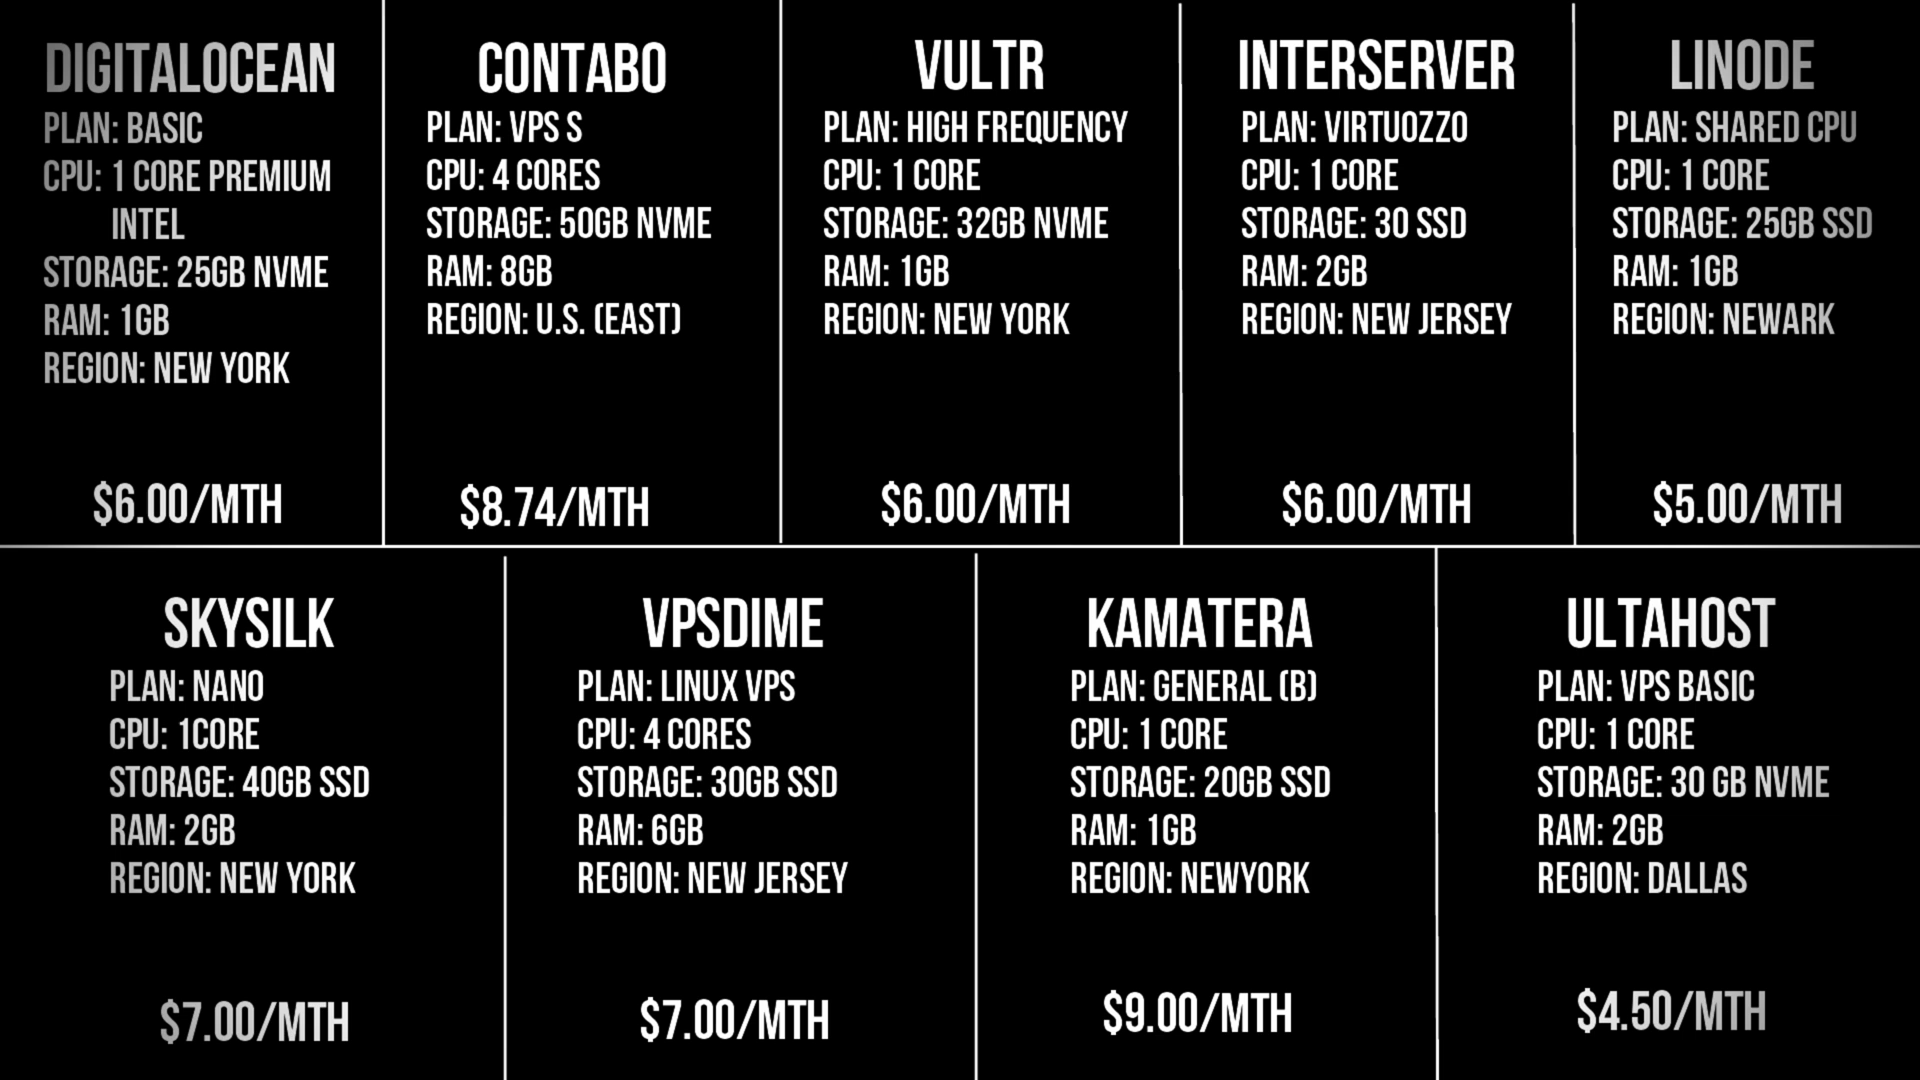 DIGITALOCEAN
PLAN: BASIC
CPU: 1 CORE PREMIUM
INTEL
STORAGE: 25GB NVME
RAM: 1GB
REGION: NEW YORK
$6.00/MTH
CONTABO
PLAN: VPS S
CPU: 4 CORES
STORAGE: 50GB NVME
RAM: 8GB
REGION: U.S. (EAST)
$8.74/MTH
VULTR
PLAN: HIGH FREQUENCY
CPU: 1 CORE
STORAGE: 32GB NVME
RAM: 1GB
REGION: NEW YORK
$6.00/MTH
INTERSERVER
PLAN: VIRTUOZZO
CPU: 1 CORE
STORAGE: 30 SSD
RAM: 2GB
REGION: NEW JERSEY
$6.00/MTH
LINODE
PLAN: SHARED CPU
CPU: 1 CORE
STORAGE: 25GB SSD
RAM: 1GB
REGION: NEWARK
$5.00/MTH
SKYSILK
PLAN: NANO
CPU: 1CORE
STORAGE: 40GB SSD
RAM: 2GB
REGION: NEW YORK
$7.00/MTH
VPSDIME
PLAN: LINUX VPS
CPU: 4 CORES
STORAGE: 30GB SSD
RAM: 6GB
REGION: NEW JERSEY
$7.00/MTH
KAMATERA
PLAN: GENERAL (B)
CPU: 1 CORE
STORAGE: 20GB SSD
RAM: 1GB
REGION: NEWYORK
$9.00/MTH
ULTAHOST
PLAN: VPS BASIC
CPU: 1 CORE
STORAGE: 30 GB NVME
RAM: 2GB
REGION: DALLAS
$4.50/MTH